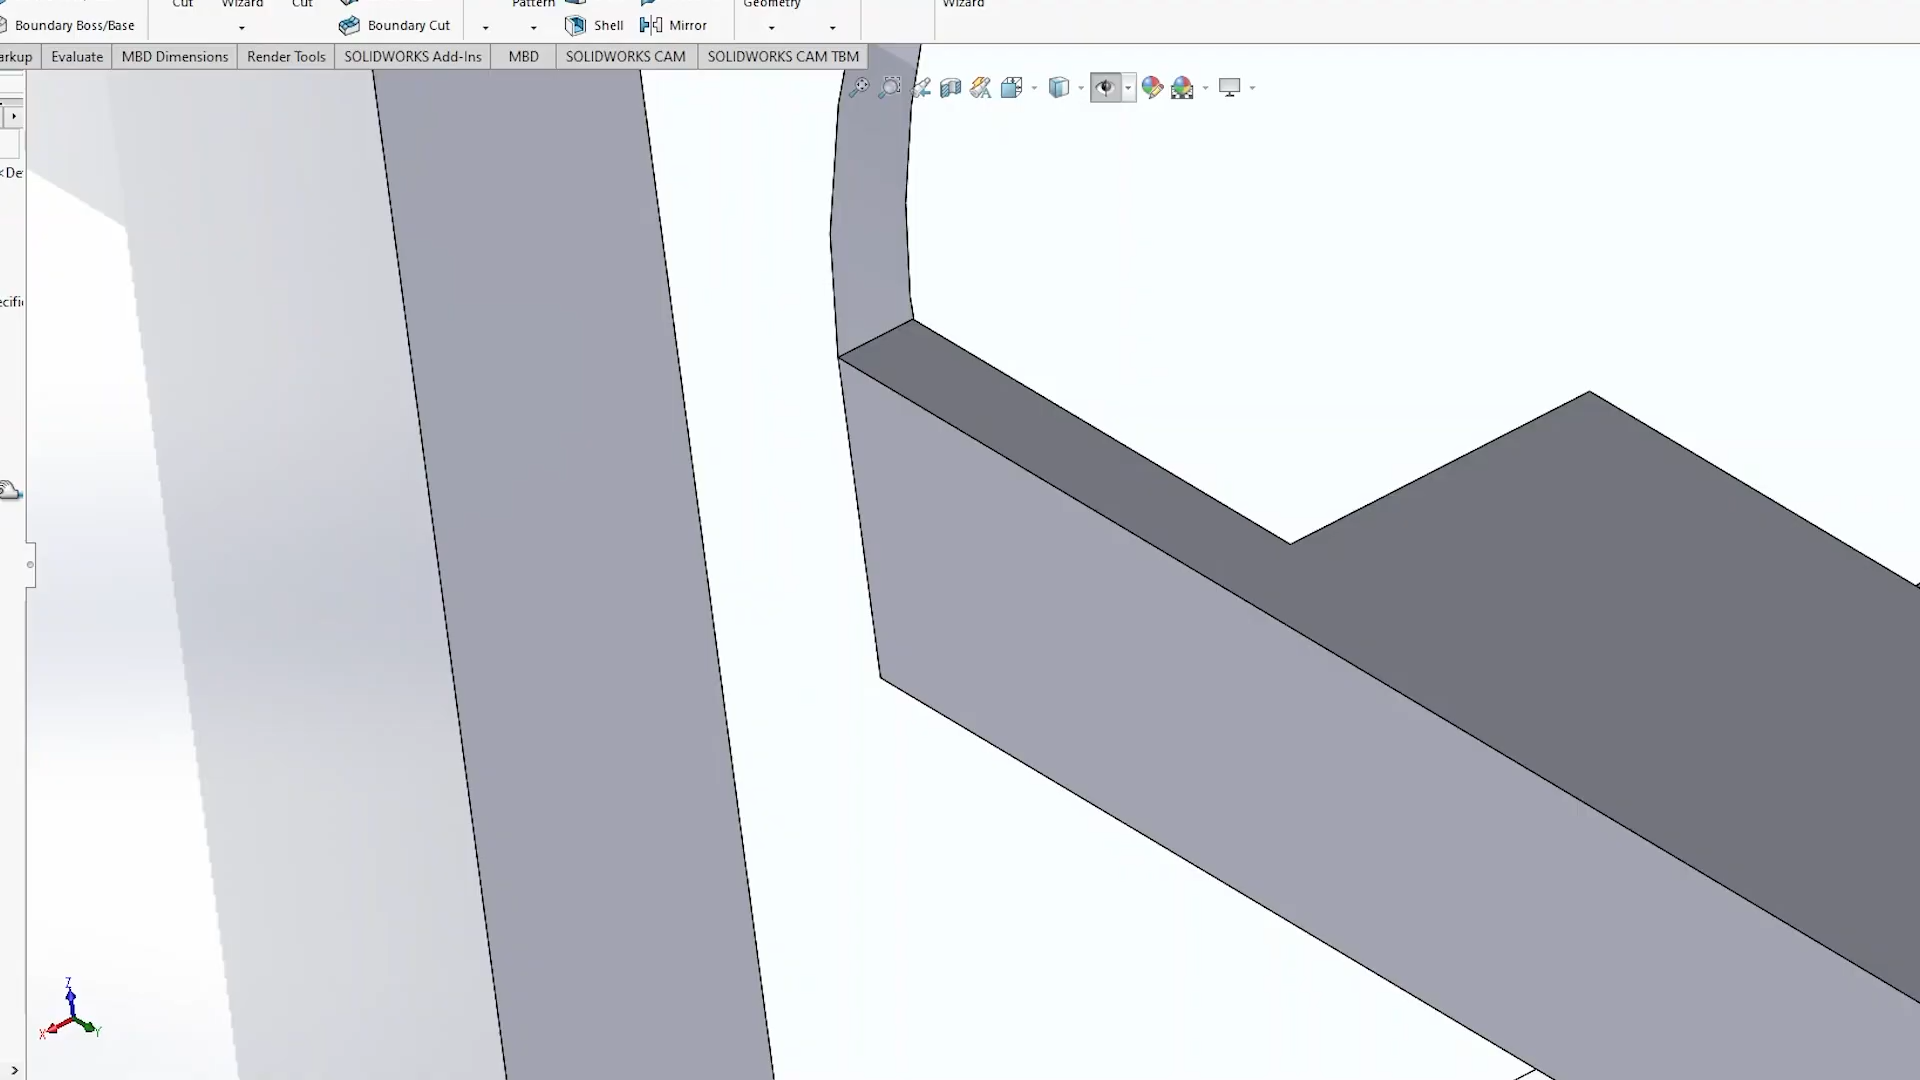 Cut Wizard Cut Pattern Geometry Wizard
Boundary Boss/Base Boundary Cut Shell Mirror
arkup Evaluate MBD Dimensions Render Tools SOLIDWORKS Add-Ins MBD SOLIDWORKS CAM SOLIDWORKS CAM TBM
<De
ecifi
Z
X Y